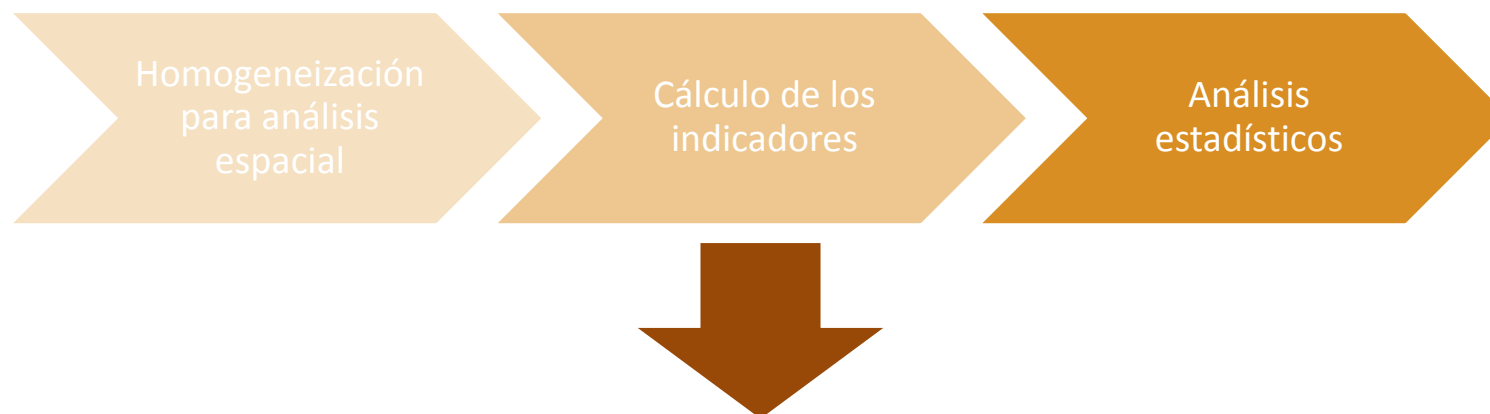 Homogeneización
para análisis
espacial
Cálculo de los
indicadores
Análisis
estadísticos